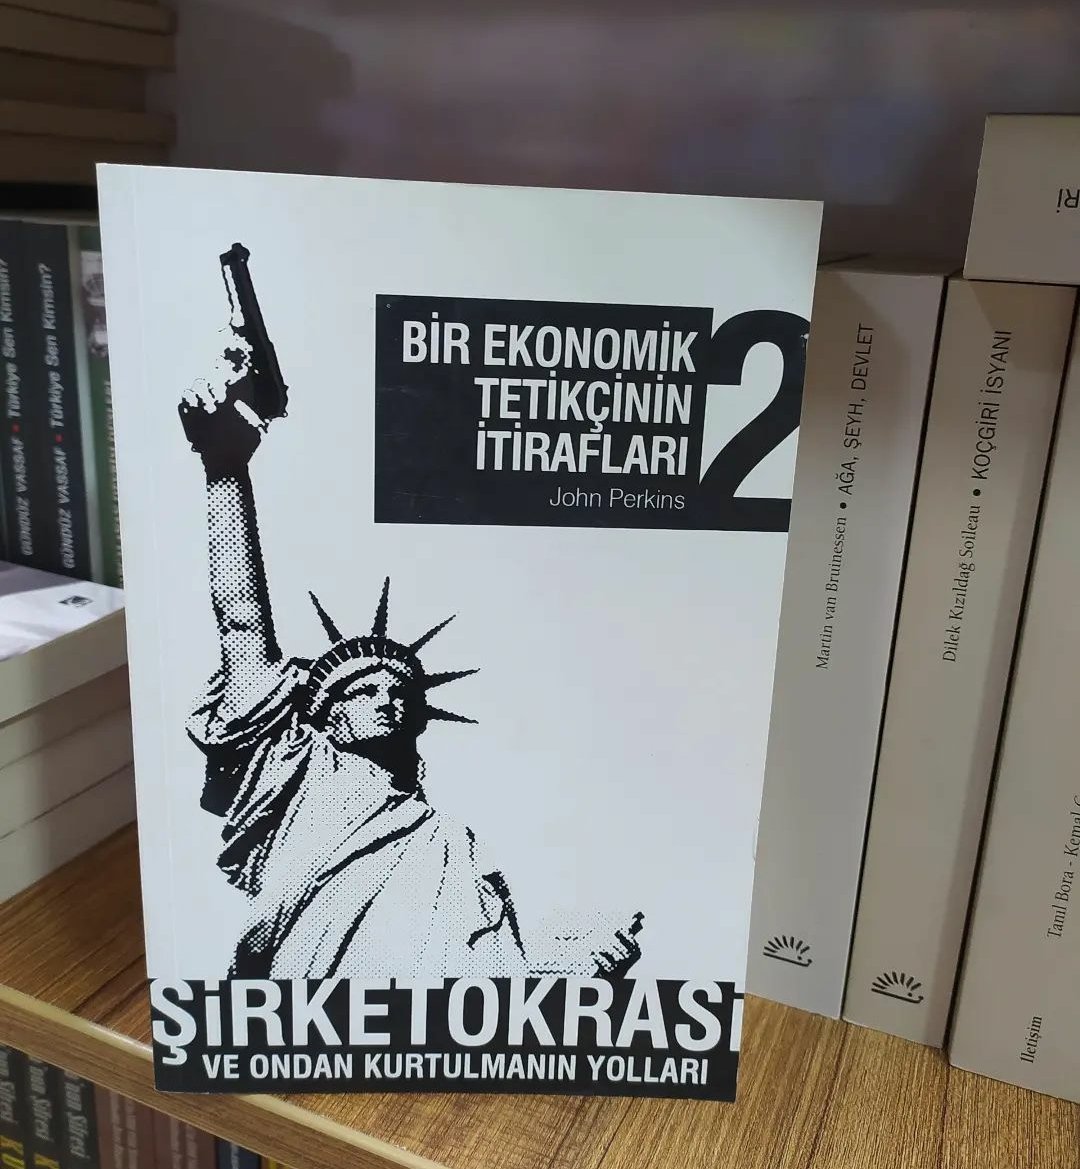 BİR EKONOMİK
TETİKÇİNİN
İTİRAFLARI
John Perkins
2
ŞİRKETOKRASİ
VE ONDAN KURTULMANIN YOLLARI
GÜNDÜZ VASSAF • Türkiye Sen Kimsin?
GÜNDÜZ VASSAF • Türkiye Sen Kimsin?
Martin van Bruinessen • AĞA, ŞEYH, DEVLET
Dilek Kızıldağ Soileau • KOÇGİRİ İSYANI
Tanıl Bora - Kemal
İletişim